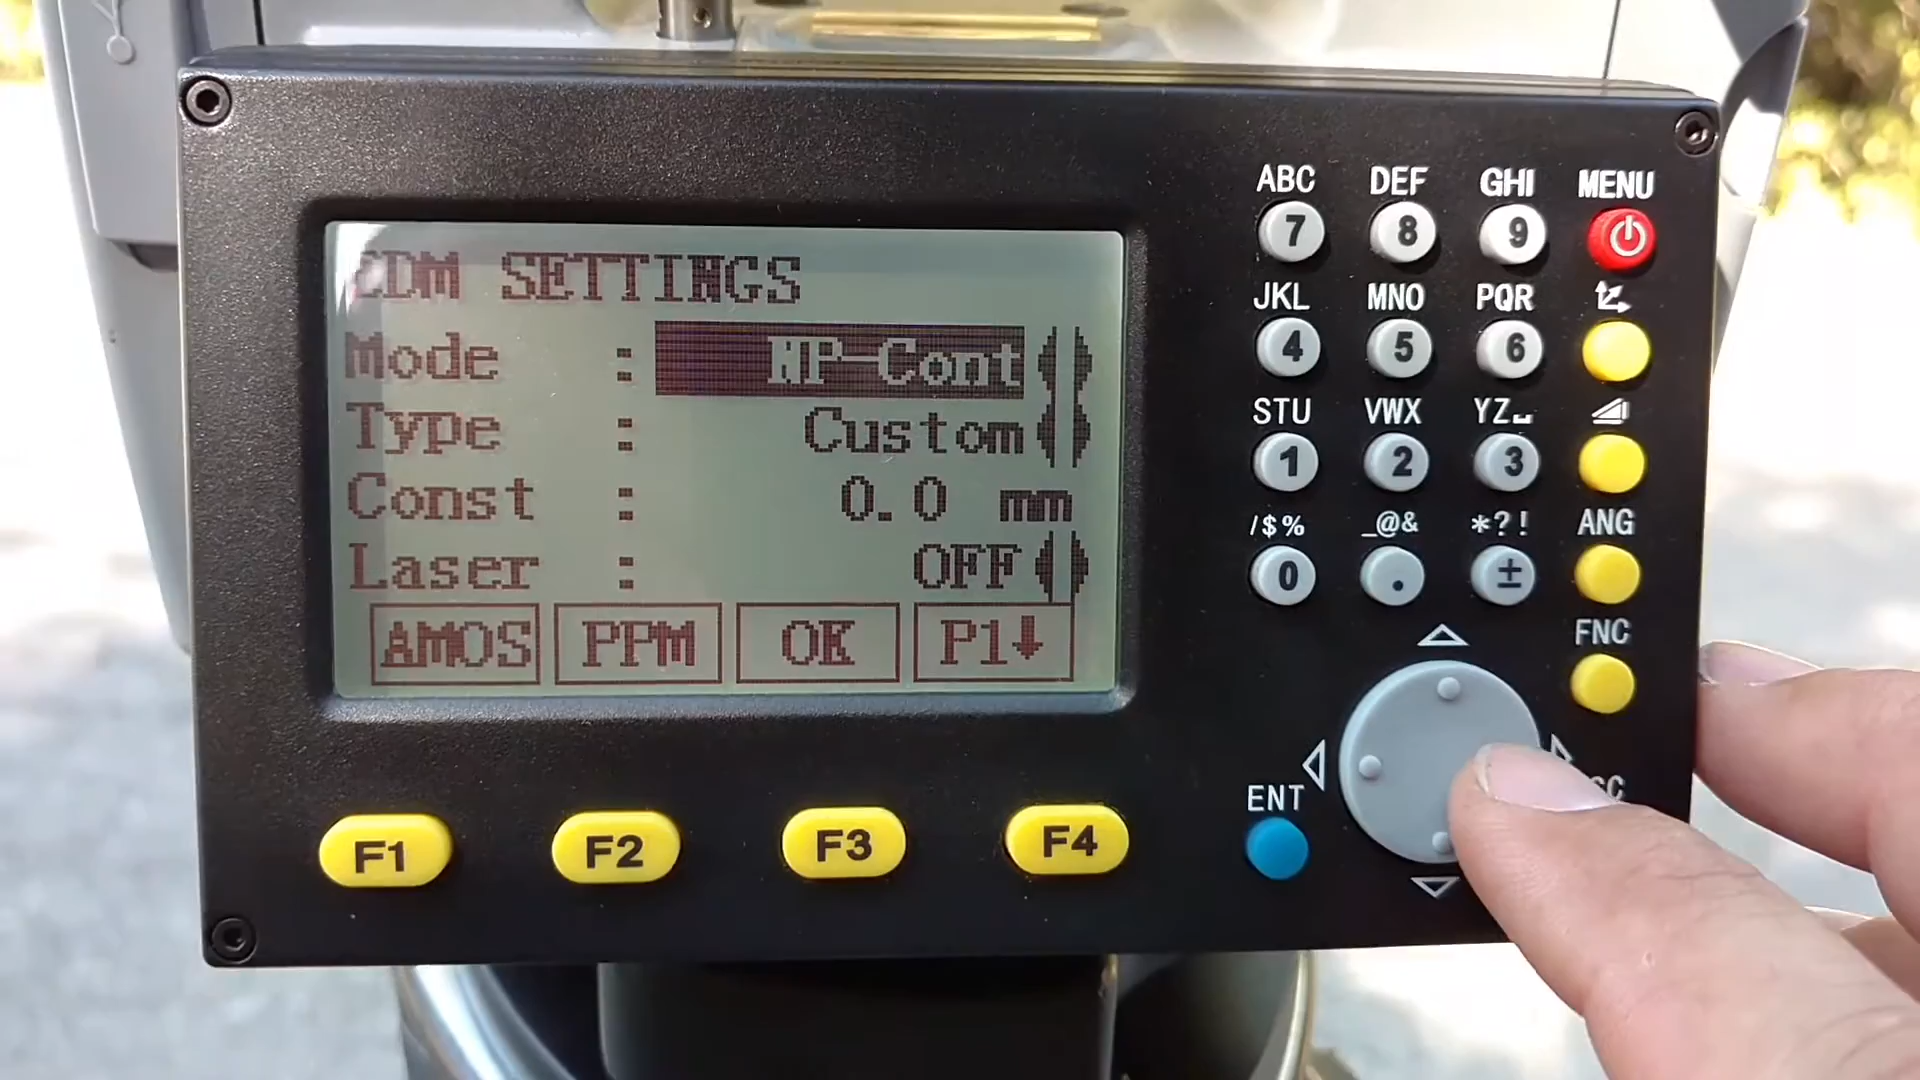 EDM SETTINGS
Mode : NP-Cont
Type : Custom
Const : 0.0 mm
Laser : OFF
AMOS PPM OK P1↓
F1 F2 F3 F4
ABC DEF GHI MENU
7 8 9
JKL MNO PQR
4 5 6
STU VWX YZ␣
1 2 3
/$% _@& *?! ANG
0 . ±
FNC
ENT